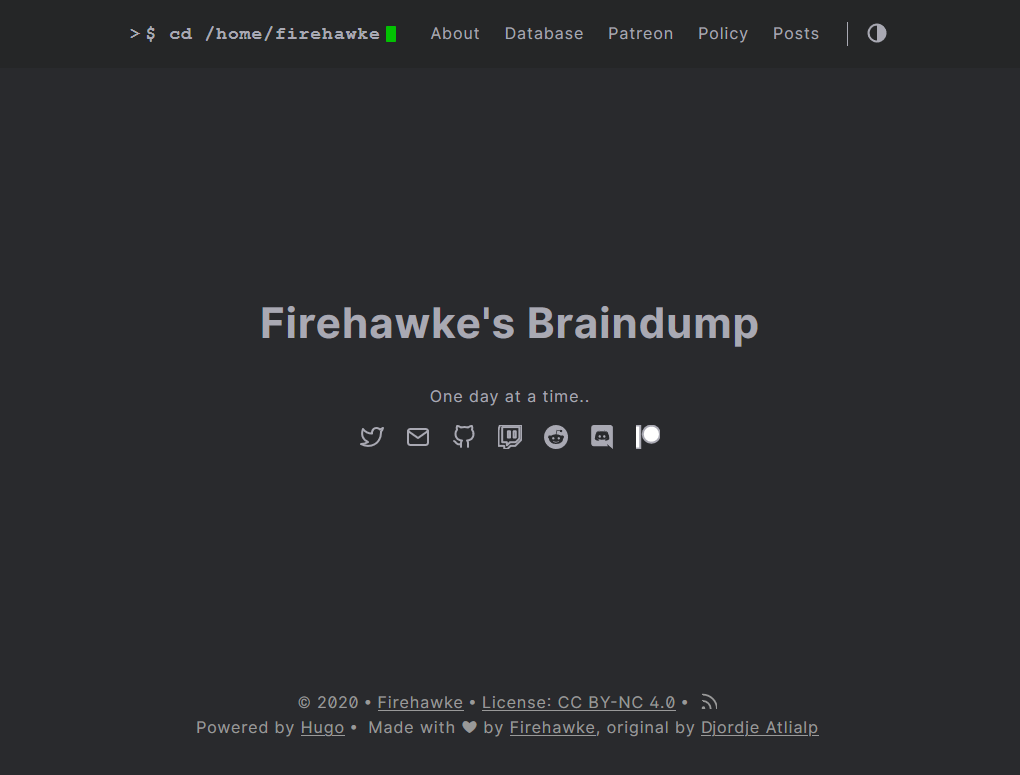 >$ cd /home/firehawke About Database Patreon Policy Posts
Firehawke's Braindump
One day at a time..
© 2020 • Firehawke • License: CC BY-NC 4.0 •
Powered by Hugo • Made with ♥ by Firehawke, original by Djordje Atlialp